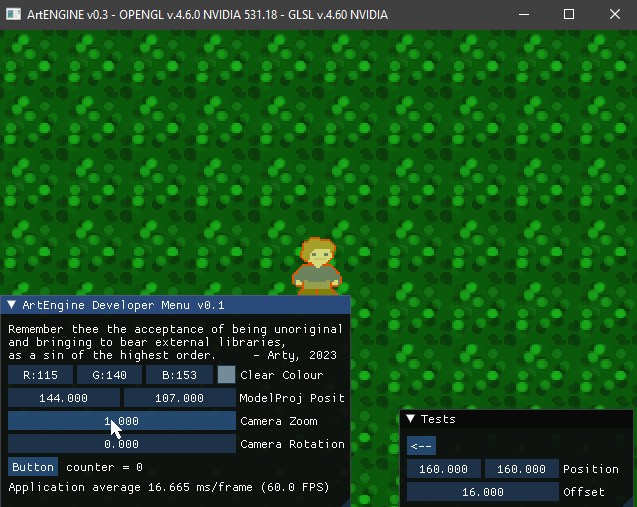 ArtENGINE v0.3 - OPENGL v.4.6.0 NVIDIA 531.18 - GLSL v.4.60 NVIDIA
ArtEngine Developer Menu v0.1
Remember thee the acceptance of being unoriginal
and bringing to bear external libraries,
as a sin of the highest order. - Arty, 2023
R:115 G:140 B:153 Clear Colour
144.000 107.000 ModelProj Posit
1.000 Camera Zoom
0.000 Camera Rotation
Button counter = 0
Application average 16.665 ms/frame (60.0 FPS)
Tests
<--
160.000 160.000 Position
16.000 Offset